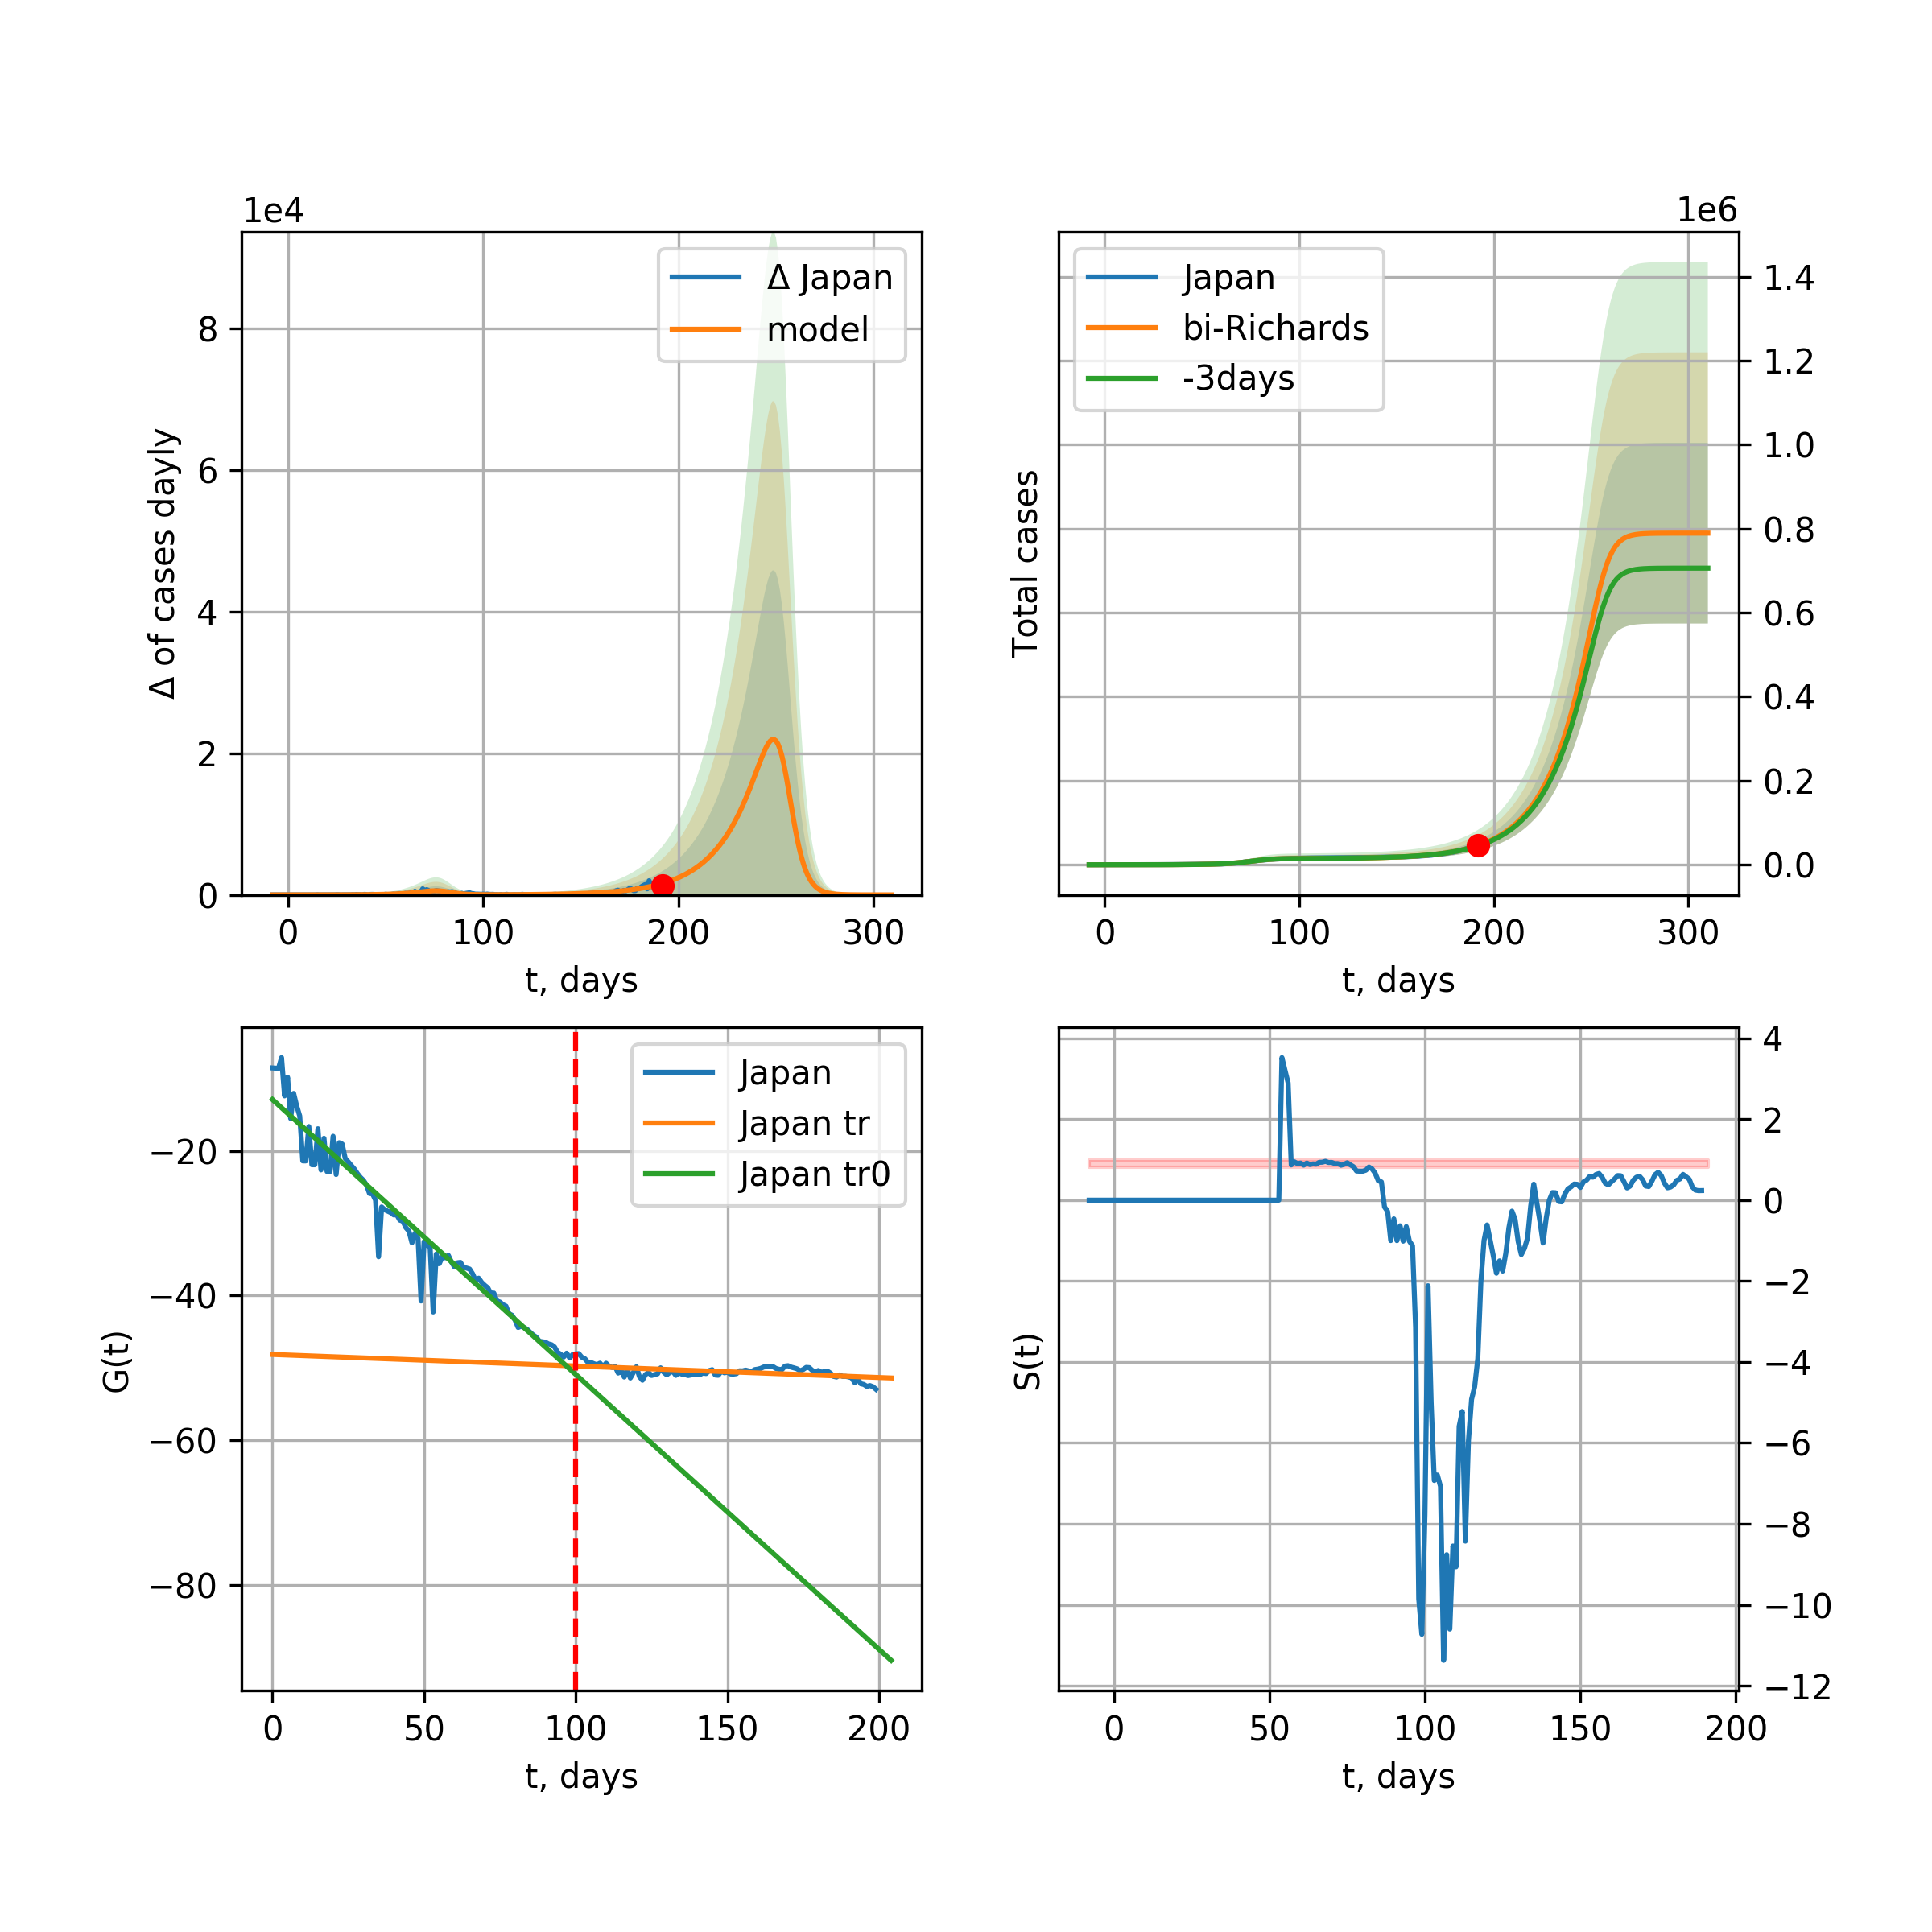 1e4
Δ of cases dayly
8
6
4
2
0
0 100 200 300
t, days
Δ Japan
model
1e6
Total cases
1.4
1.2
1.0
0.8
0.6
0.4
0.2
0.0
0 100 200 300
t, days
Japan
bi-Richards
-3days
G(t)
−20
−40
−60
−80
0 50 100 150 200
t, days
Japan
Japan tr
Japan tr0
S(t)
4
2
0
−2
−4
−6
−8
−10
−12
0 50 100 150 200
t, days